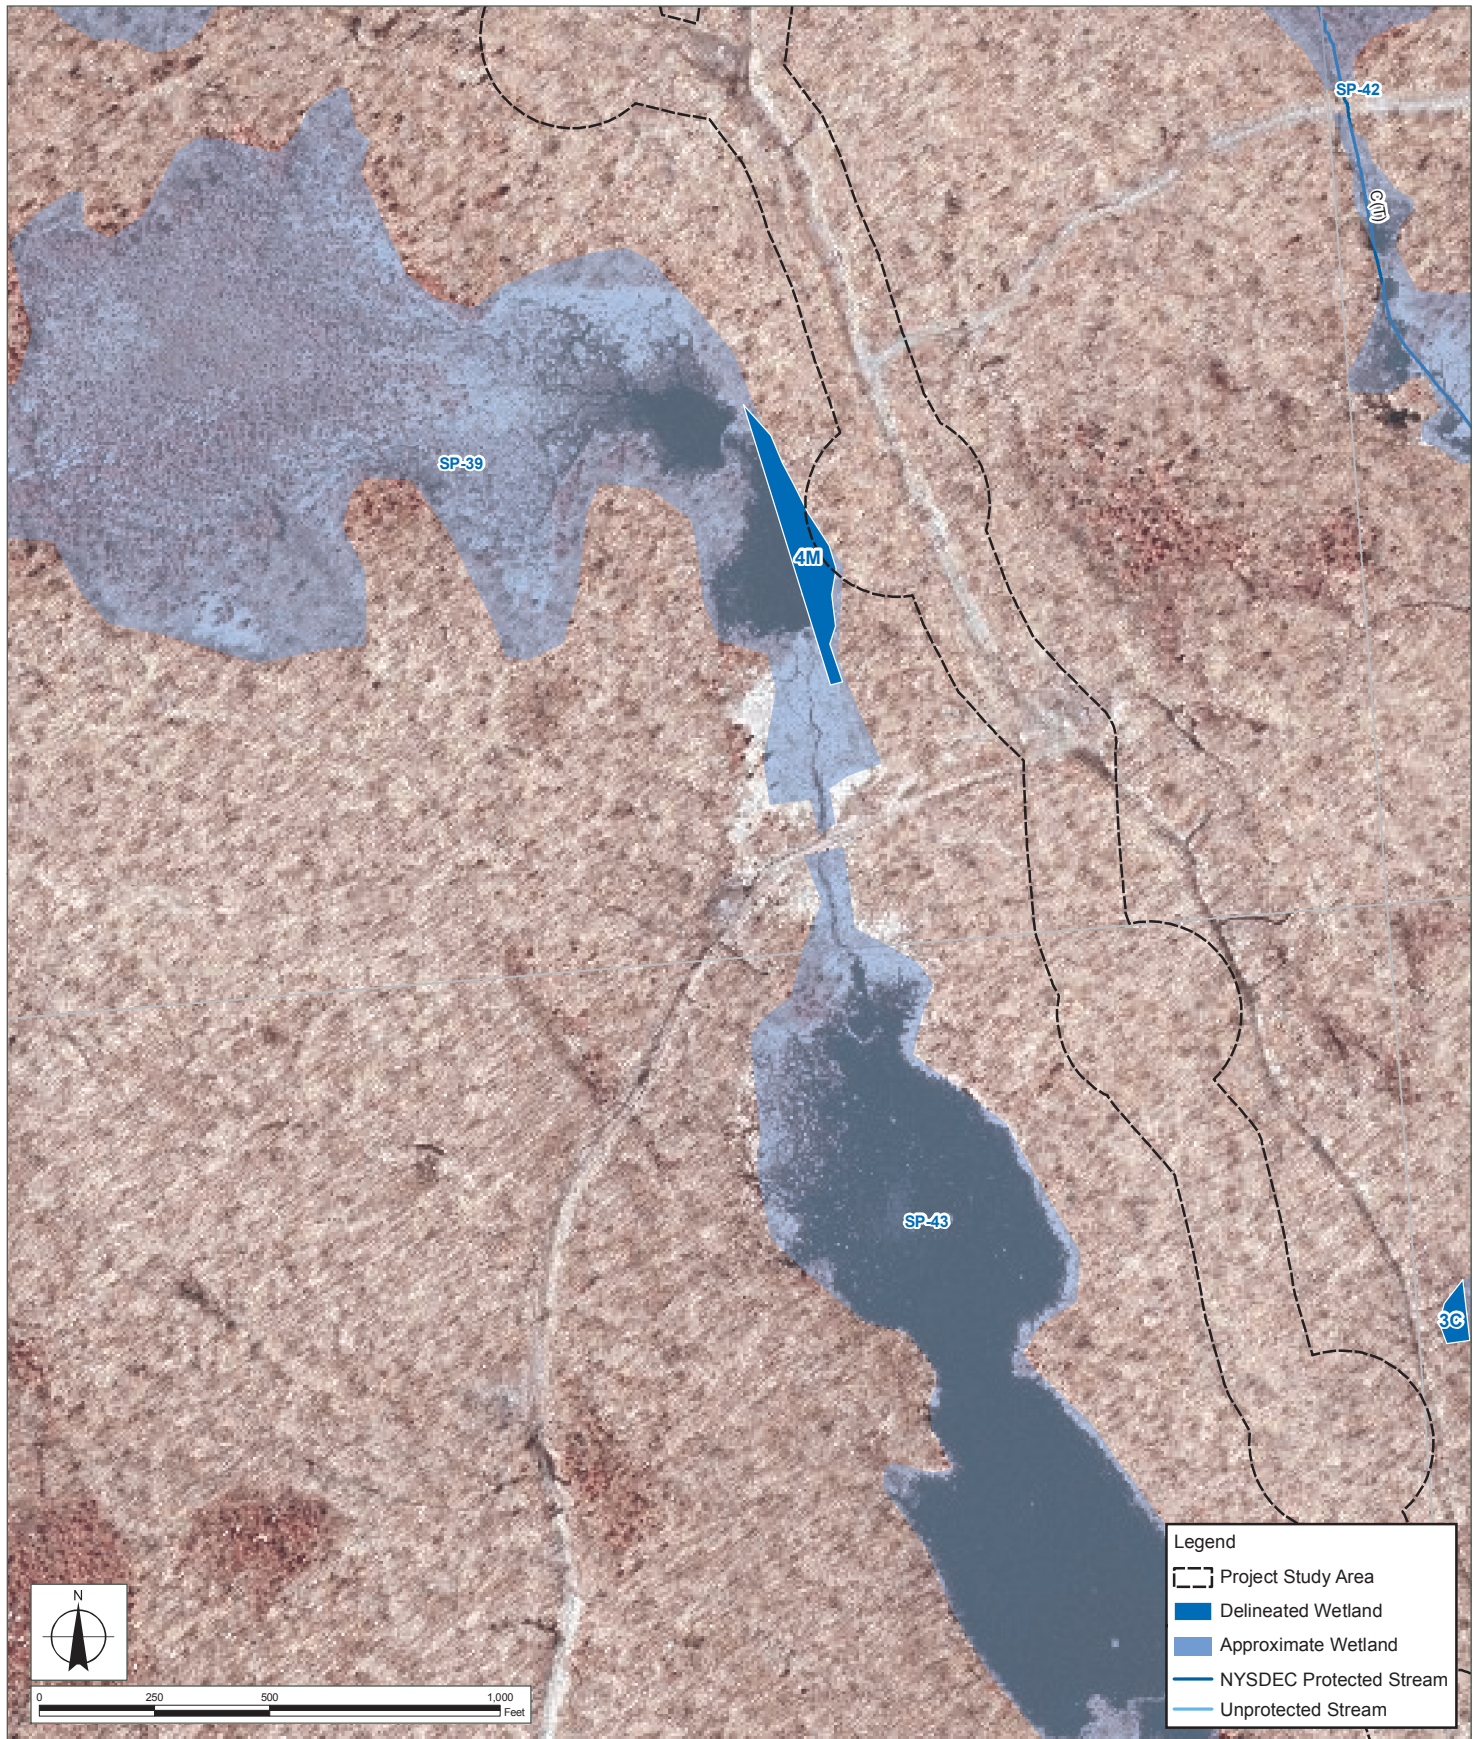 SP-42
C(T)
SP-39
4M
SP-43
3C
Legend
Project Study Area
Delineated Wetland
Approximate Wetland
NYSDEC Protected Stream
Unprotected Stream
N
0 250 500 1,000
Feet